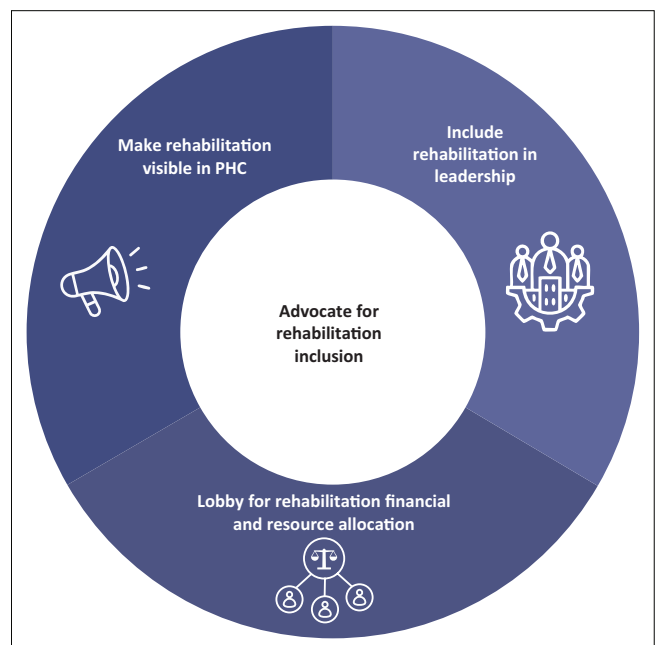 Make rehabilitation
visible in PHC
Include
rehabilitation in
leadership
Advocate for
rehabilitation
inclusion
Lobby for rehabilitation financial
and resource allocation